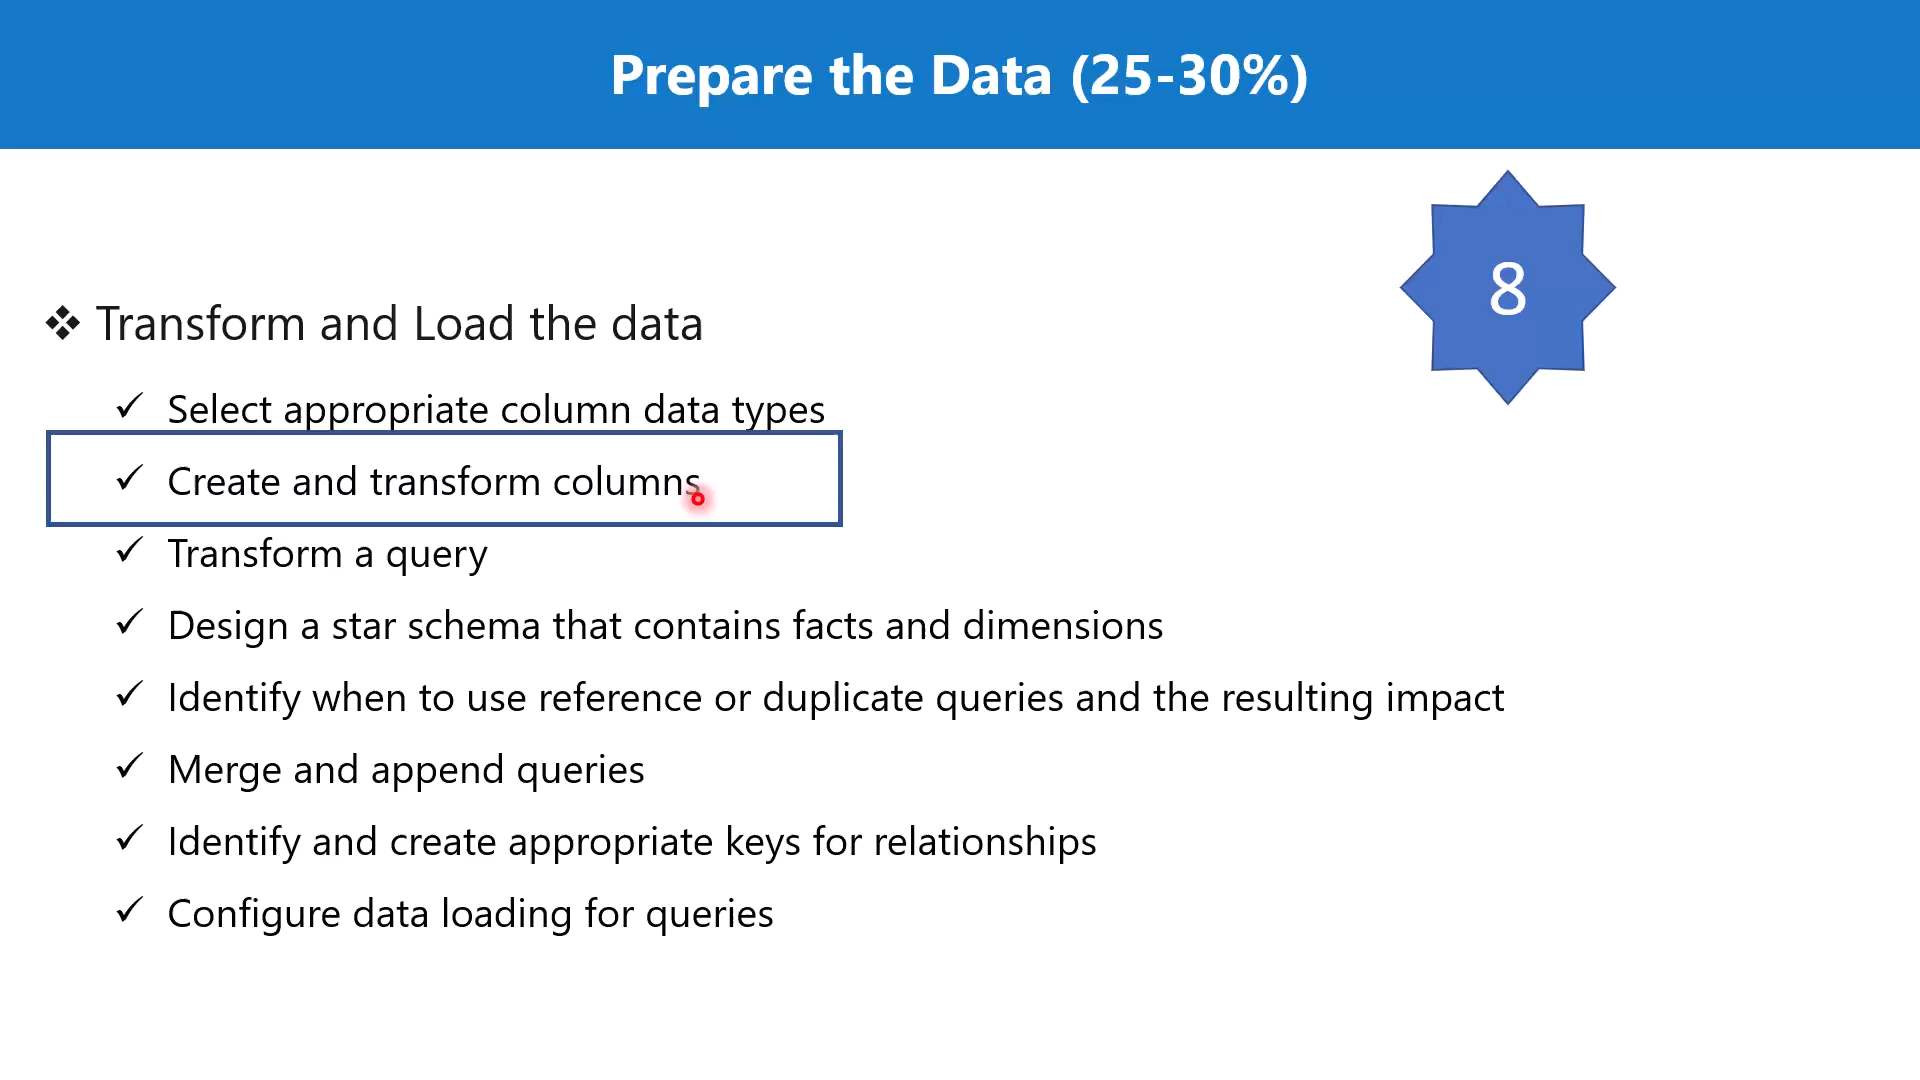 Prepare the Data (25-30%)
8
Transform and Load the data
Select appropriate column data types
Create and transform columns
Transform a query
Design a star schema that contains facts and dimensions
Identify when to use reference or duplicate queries and the resulting impact
Merge and append queries
Identify and create appropriate keys for relationships
Configure data loading for queries